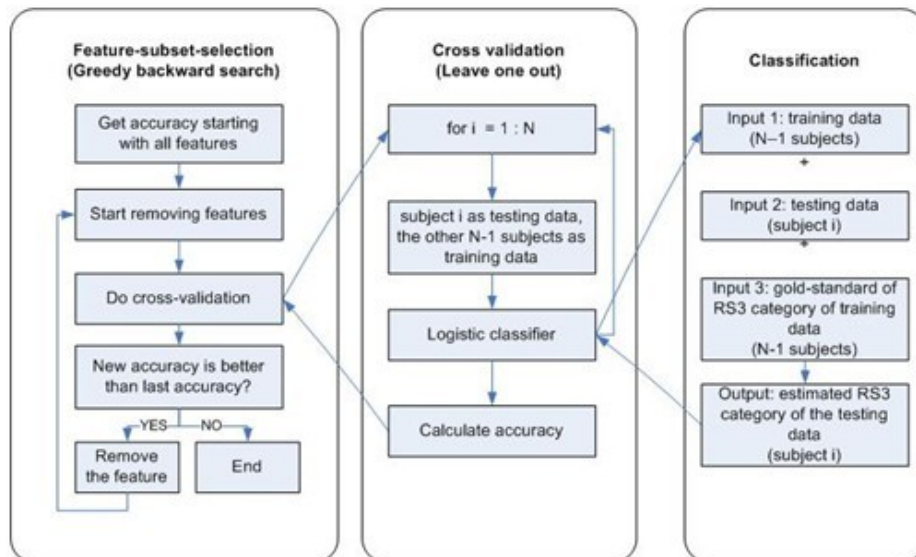 Feature-subset-selection
(Greedy backward search)
Get accuracy starting
with all features
Start removing features
Do cross-validation
New accuracy is better
than last accuracy?
YES
NO
Remove
the feature
End
Cross validation
(Leave one out)
for i = 1 : N
subject i as testing data,
the other N-1 subjects as
training data
Logistic classifier
Calculate accuracy
Classification
Input 1: training data
(N–1 subjects)
+
Input 2: testing data
(subject i)
+
Input 3: gold-standard of
RS3 category of training
data
(N-1 subjects)
Output: estimated RS3
category of the testing
data
(subject i)